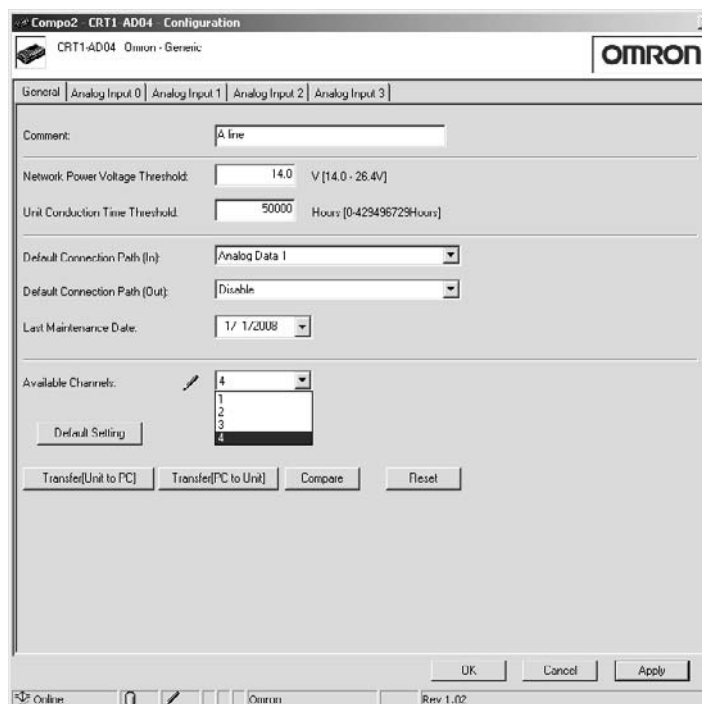 Compo2 - CRT1-AD04 - Configuration
CRT1-AD04 Omron - Generic
OMRON
General Analog Input 0 Analog Input 1 Analog Input 2 Analog Input 3
Comment: A line
Network Power Voltage Threshold: 14.0 V [14.0 - 26.4V]
Unit Conduction Time Threshold: 50000 Hours [0-429496729Hours]
Default Connection Path (In): Analog Data 1
Default Connection Path (Out): Disable
Last Maintenance Date: 1/ 1/2008
Available Channels: 4
1
2
3
4
Default Setting
Transfer[Unit to PC] Transfer[PC to Unit] Compare Reset
OK Cancel Apply
Online Omron Rev 1.02